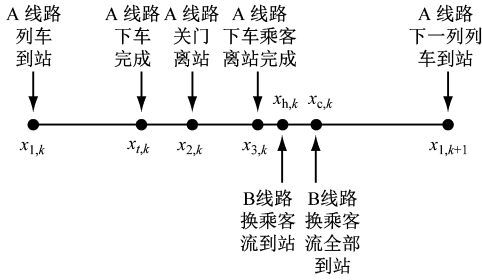 A 线路
列车
到站
A 线路
下车
完成
A 线路
关门
离站
A 线路
下车乘客
离站完成
A 线路
下一列列
车到站
x1,k
xt,k
x2,k
x3,k
xh,k
xc,k
x1,k+1
B线路
换乘客
流到站
B线路
换乘客
流全部
到站